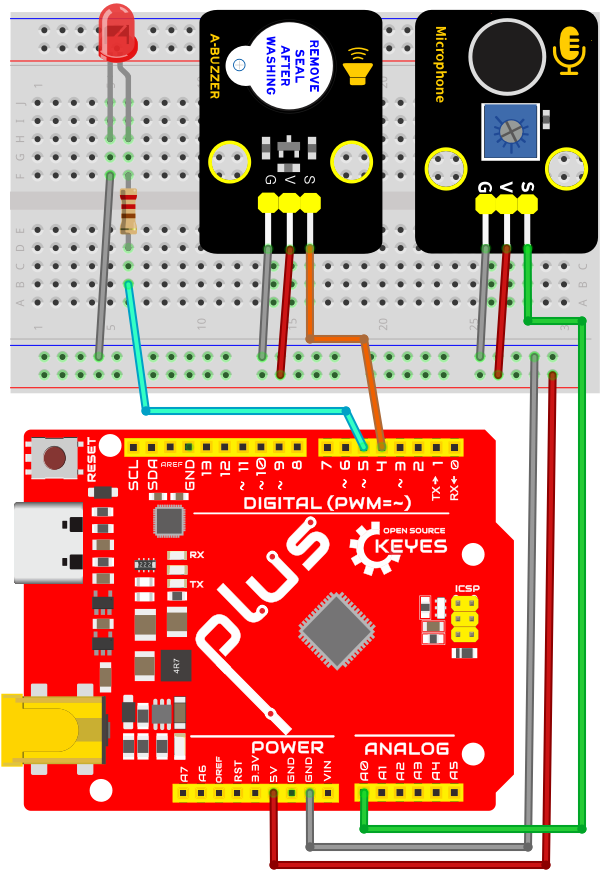 A-BUZZER
REMOVE
SEAL
AFTER
WASHING
G V S
Microphone
G V S
J
H
G
F
E
D
C
B
A
1 5 10 15 20 25
RESET
SCL SDA AREF GND 13 12 ~11 ~10 ~9 8 7 ~6 ~5 4 ~3 2 TX→1 RX←0
DIGITAL (PWM=~)
OPEN SOURCE
KEYES
RX
TX
plus
ICSP
4R7
POWER
ANALOG
A7 A6 OREF RST 3.3V 5V GND GND VIN A0 A1 A2 A3 A4 A5